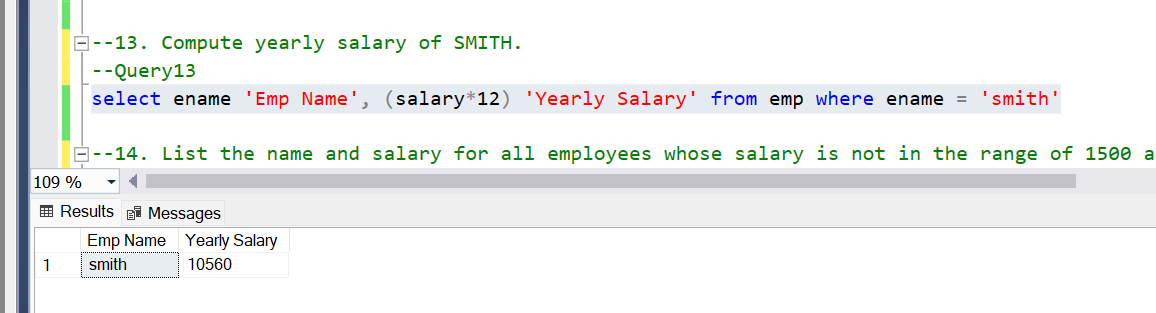 --13. Compute yearly salary of SMITH.
--Query13
select ename 'Emp Name', (salary*12) 'Yearly Salary' from emp where ename = 'smith'
--14. List the name and salary for all employees whose salary is not in the range of 1500 a
109 %
Results Messages
Emp Name Yearly Salary
1 smith 10560